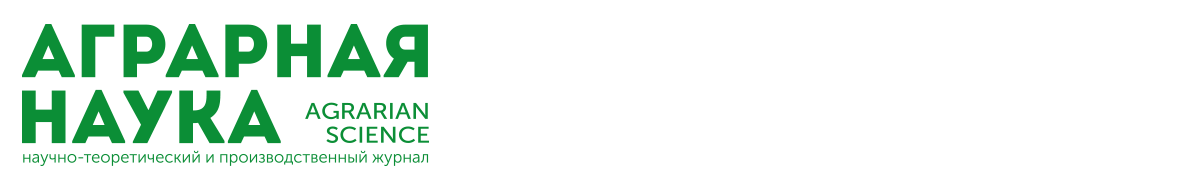 АГРАРНАЯ
НАУКА
AGRARIAN
SCIENCE
научно-теоретический и производственный журнал